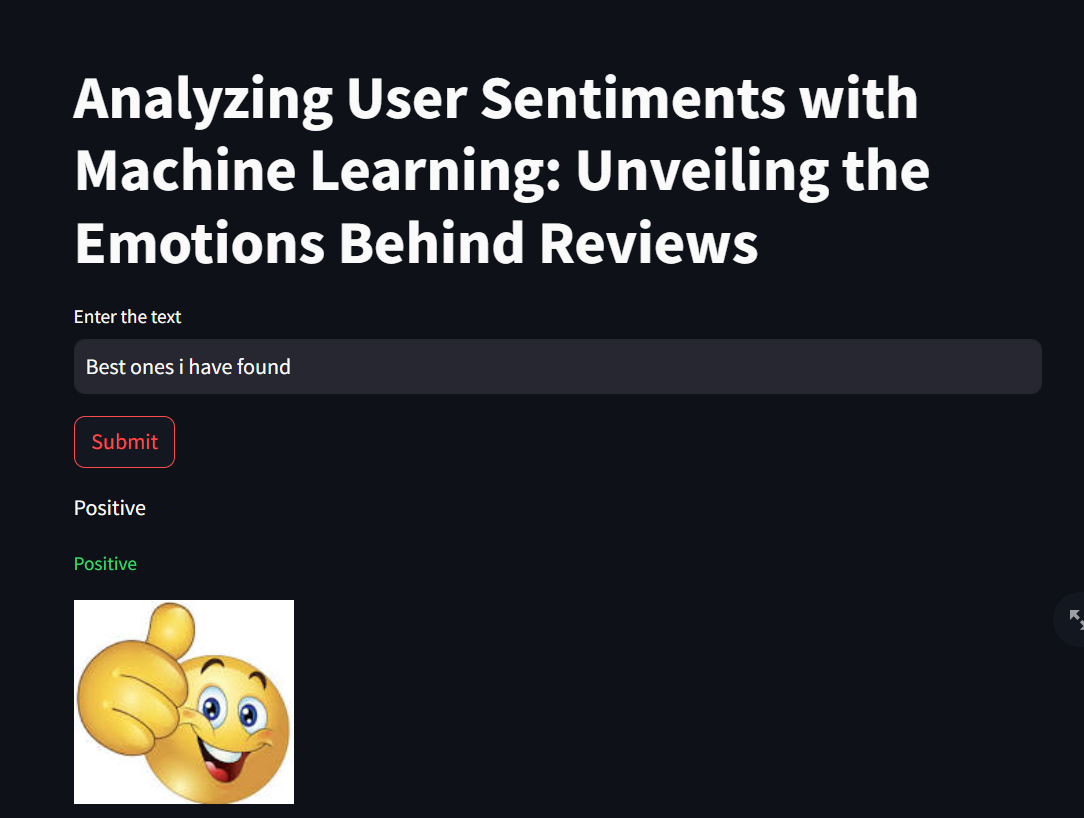 Analyzing User Sentiments with
Machine Learning: Unveiling the
Emotions Behind Reviews
Enter the text
Best ones i have found
Submit
Positive
Positive